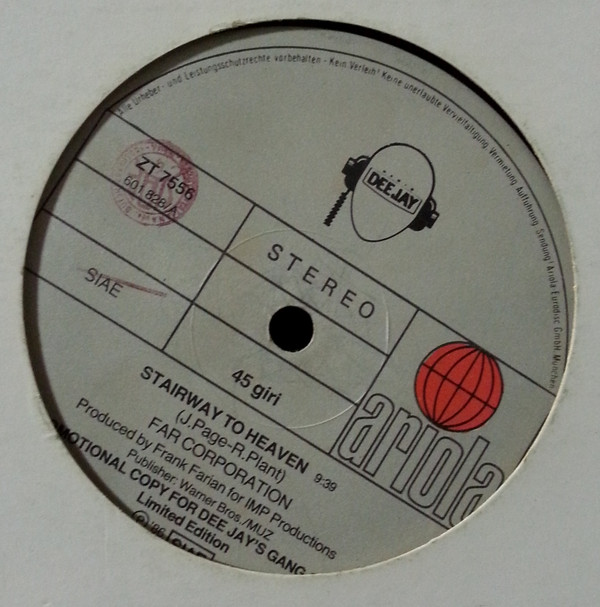 Alle Urheber- und Leistungsschutzrechte vorbehalten - Kein Verleih! Keine unerlaubte Vervielfältigung, Vermietung, Aufführung, Sendung! Ariola-Eurodisc GmbH, München
DEEJAY
ZT 7556
601 828/A
STEREO
SIAE
45 giri
ariola
STAIRWAY TO HEAVEN 9:39
(J.Page-R.Plant)
FAR CORPORATION
Produced by Frank Farian for IMP Productions
Publisher: Warner Bros./MUZ
OMOTIONAL COPY FOR DEE JAY'S GANG
Limited Edition
℗ '86